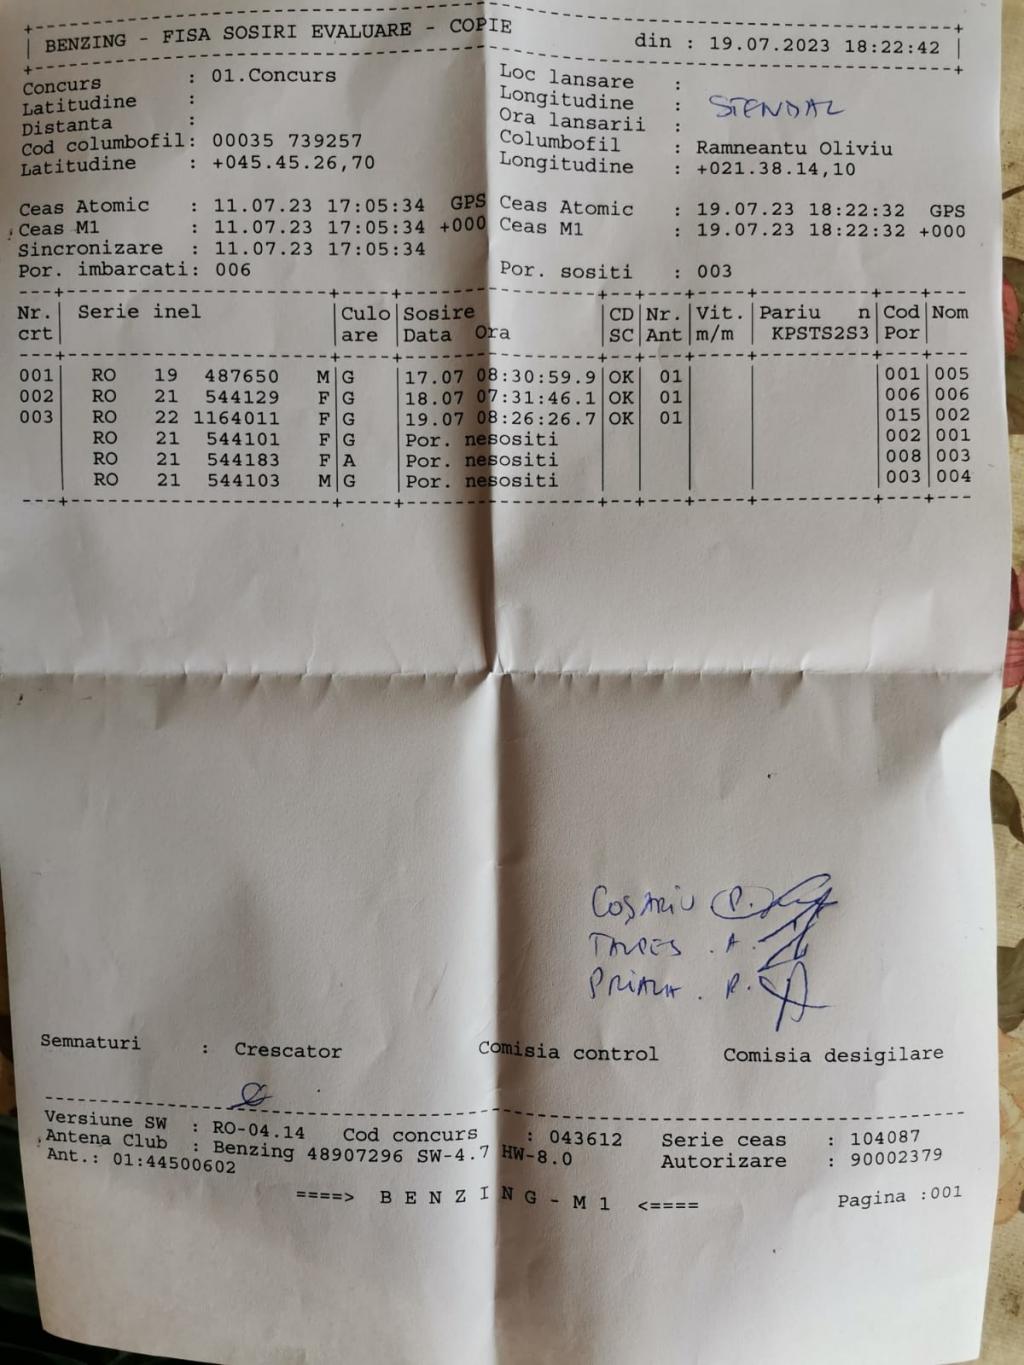 BENZING - FISA SOSIRI EVALUARE - COPIE din : 19.07.2023 18:22:42
Concurs : 01.Concurs Loc lansare :
Latitudine : Longitudine : STENDAL
Distanta : Ora lansarii :
Cod columbofil: 00035 739257 Columbofil : Ramneantu Oliviu
Latitudine : +045.45.26,70 Longitudine : +021.38.14,10
Ceas Atomic : 11.07.23 17:05:34 GPS Ceas Atomic : 19.07.23 18:22:32 GPS
Ceas M1 : 11.07.23 17:05:34 +000 Ceas M1 : 19.07.23 18:22:32 +000
Sincronizare : 11.07.23 17:05:34
Por. imbarcati: 006 Por. sositi : 003
Nr. | Serie inel | Culo | Sosire | CD | Nr. | Vit. | Pariu n | Cod | Nom
crt | | are | Data Ora | SC | Ant | m/m | KPSTS2S3 | Por |
001 | RO 19 487650 M | G | 17.07 08:30:59.9 | OK | 01 | | | 001 | 005
002 | RO 21 544129 F | G | 18.07 07:31:46.1 | OK | 01 | | | 006 | 006
003 | RO 22 1164011 F | G | 19.07 08:26:26.7 | OK | 01 | | | 015 | 002
| RO 21 544101 F | G | Por. nesositi | | | | | 002 | 001
| RO 21 544183 F | A | Por. nesositi | | | | | 008 | 003
| RO 21 544103 M | G | Por. nesositi | | | | | 003 | 004
COȘARIU P.
A.
R.
Semnaturi : Crescator Comisia control Comisia desigilare
Versiune SW : RO-04.14 Cod concurs : 043612 Serie ceas : 104087
Antena Club : Benzing 48907296 SW-4.7 HW-8.0 Autorizare : 90002379
Ant.: 01:44500602
====> B E N Z I N G - M 1 <==== Pagina :001